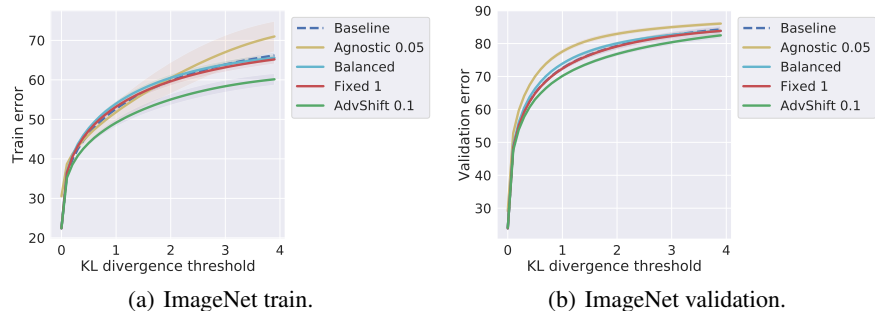 70
60
50
40
30
20
Train error
0 1 2 3 4
KL divergence threshold
Baseline
Agnostic 0.05
Balanced
Fixed 1
AdvShift 0.1
(a) ImageNet train.
90
80
70
60
50
40
30
Validation error
0 1 2 3 4
KL divergence threshold
Baseline
Agnostic 0.05
Balanced
Fixed 1
AdvShift 0.1
(b) ImageNet validation.